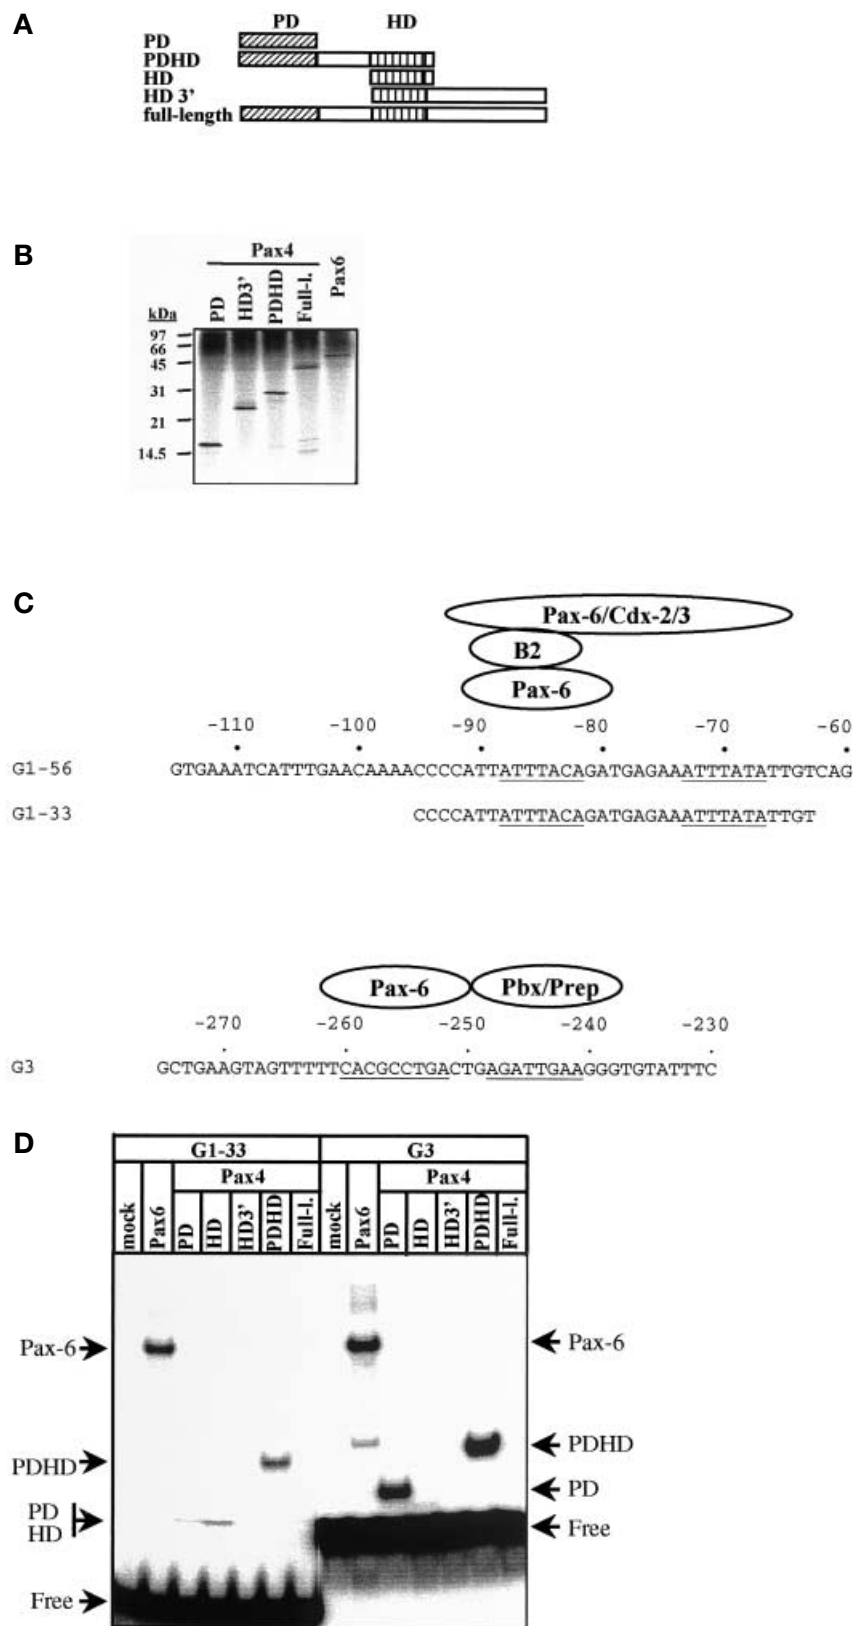 A
PD HD
PD
PDHD
HD
HD 3'
full-length
B
Pax4
PD HD3' PDHD Full-l. Pax6
kDa
97
66
45
31
21
14.5
C
Pax-6/Cdx-2/3
B2
Pax-6
-110 -100 -90 -80 -70 -60
G1-56 GTGAAATCATTTGAACAAAACCCCATTATTTACAGATGAGAAATTTATATTGTCAG
G1-33 CCCCATTATTTACAGATGAGAAATTTATATTGT
Pax-6 Pbx/Prep
-270 -260 -250 -240 -230
G3 GCTGAAGTAGTTTTTCACGCCTGACTGAGATTGAAGGGTGTATTTC
D
G1-33 G3
Pax4 Pax4
mock Pax6 PD HD HD3' PDHD Full-l. mock Pax6 PD HD HD3' PDHD Full-l.
Pax-6 Pax-6
PDHD PDHD
PD PD
HD
Free Free